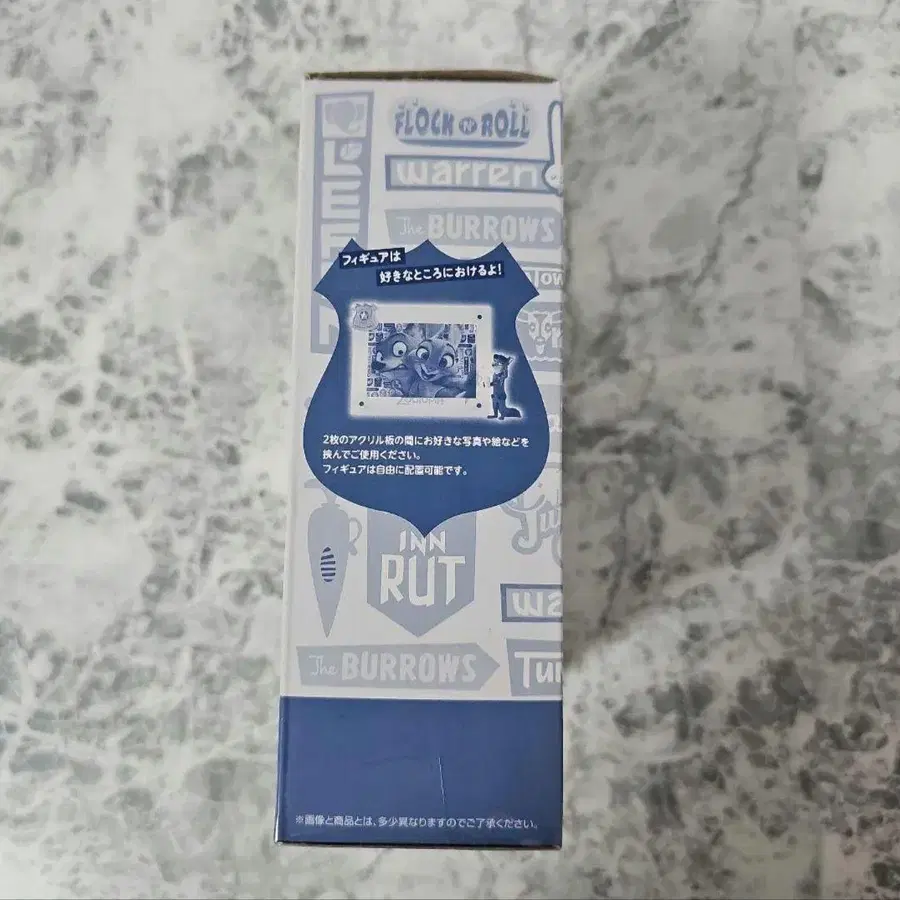 FLOCK N' ROLL
warren
The BURROWS
フィギュアは
好きなところにおけるよ!
2枚のアクリル板の間にお好きな写真や絵などを
挟んでご使用ください。
フィギュアは自由に配置可能です。
INN
RUT
The BURROWS
※画像と商品とは、多少異なりますのでご了承ください。